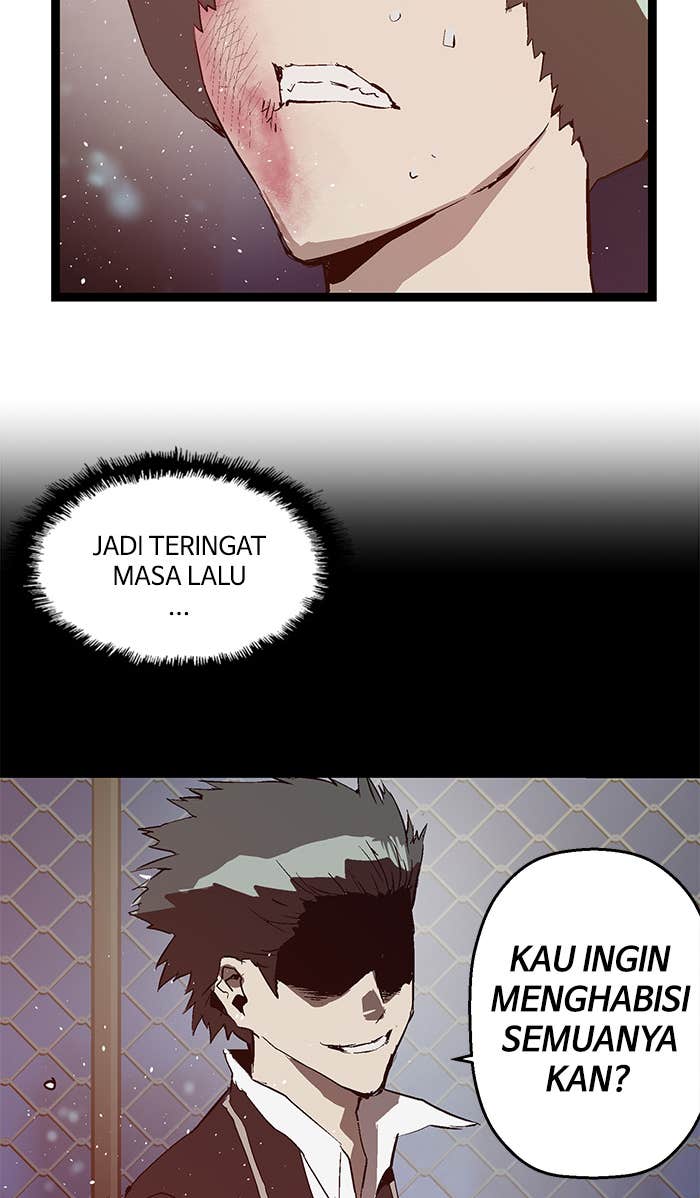 JADI TERINGAT
MASA LALU
...
KAU INGIN
MENGHABISI
SEMUANYA
KAN?